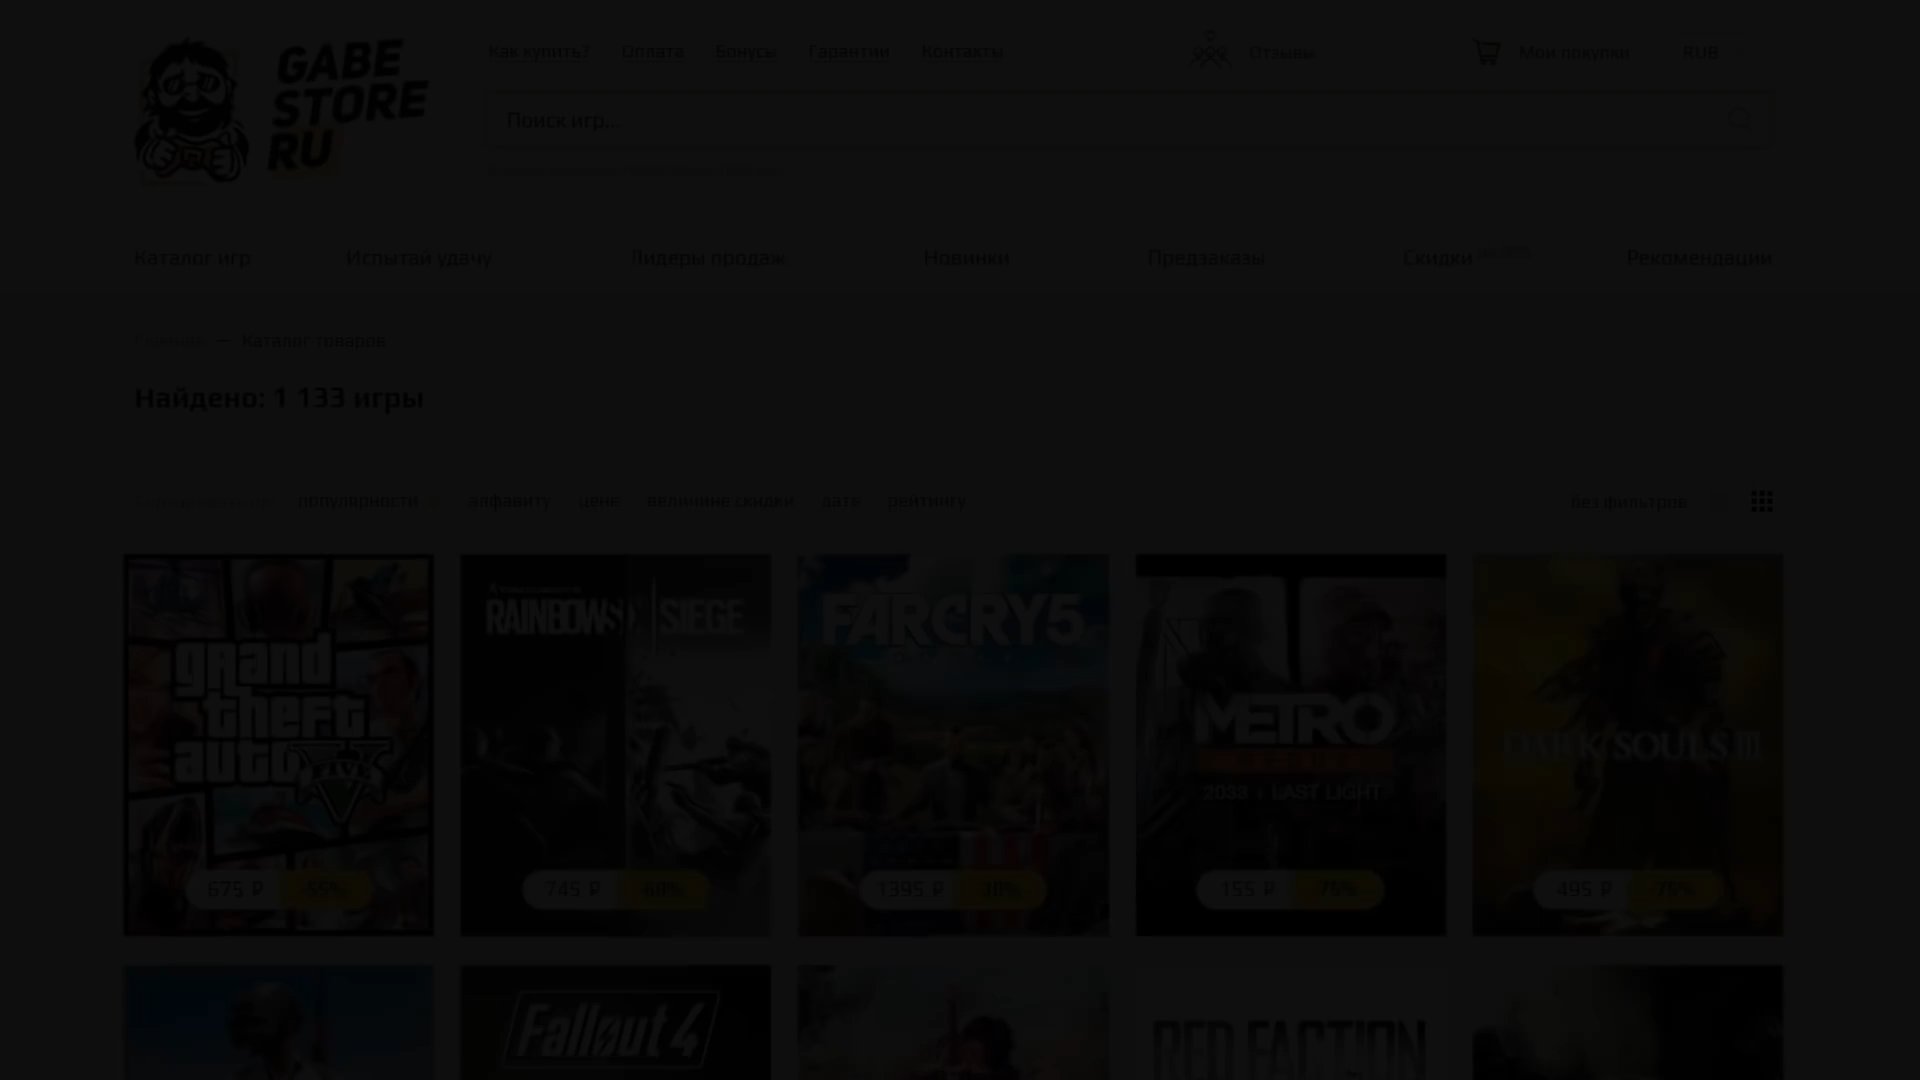 GABE
STORE
RU
Как купить? Оплата Бонусы Гарантии Контакты Отзывы Мои покупки RUB
Поиск игр...
Каталог игр Испытай удачу Лидеры продаж Новинки Предзаказы Скидки Рекомендации
Главная — Каталог товаров
Найдено: 1 133 игры
популярности алфавиту цене величине скидки дате рейтингу без фильтров
grand
theft
auto
V
FIVE
RAINBOW SIEGE
FARCRY5
METRO
2033 LAST LIGHT
DARK SOULS III
675 ₽ -55%
745 ₽
1395 ₽
155 ₽ 75%
495 ₽ 75%
Fallout 4
RED FACTION